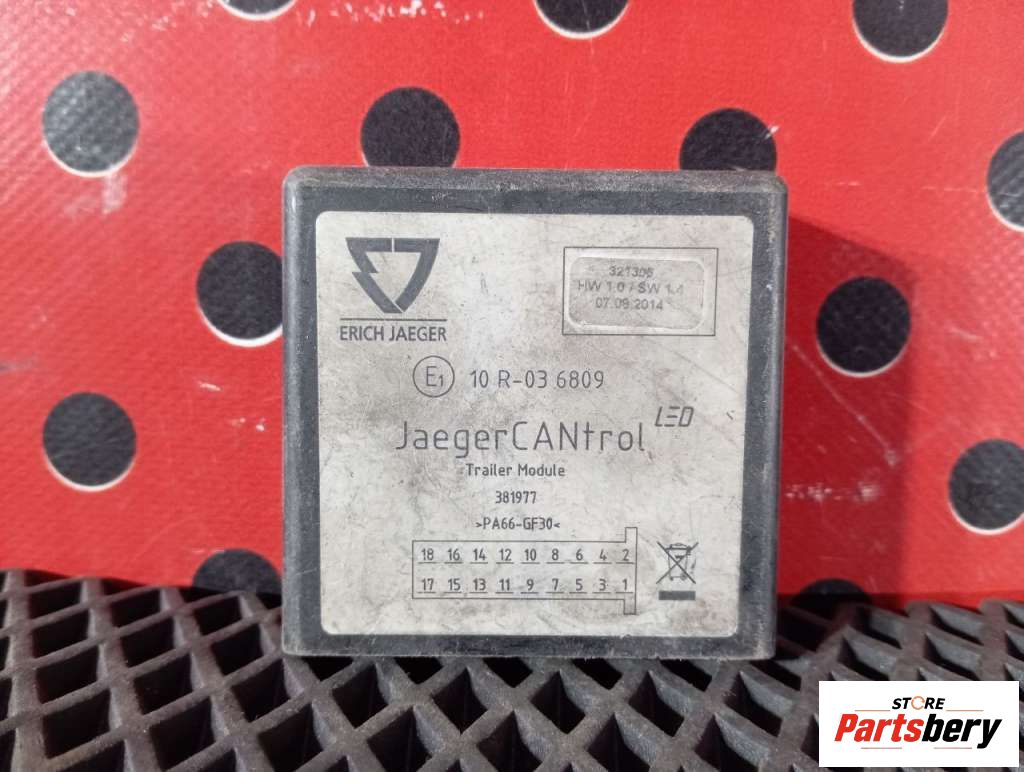 321306
HW 1.0 / SW 1.4
07.09.2014
ERICH JAEGER
E1 10 R-03 6809
JaegerCANtrol LED
Trailer Module
381977
>PA66-GF30<
18 16 14 12 10 8 6 4 2
17 15 13 11 9 7 5 3 1
STORE
Partsbery